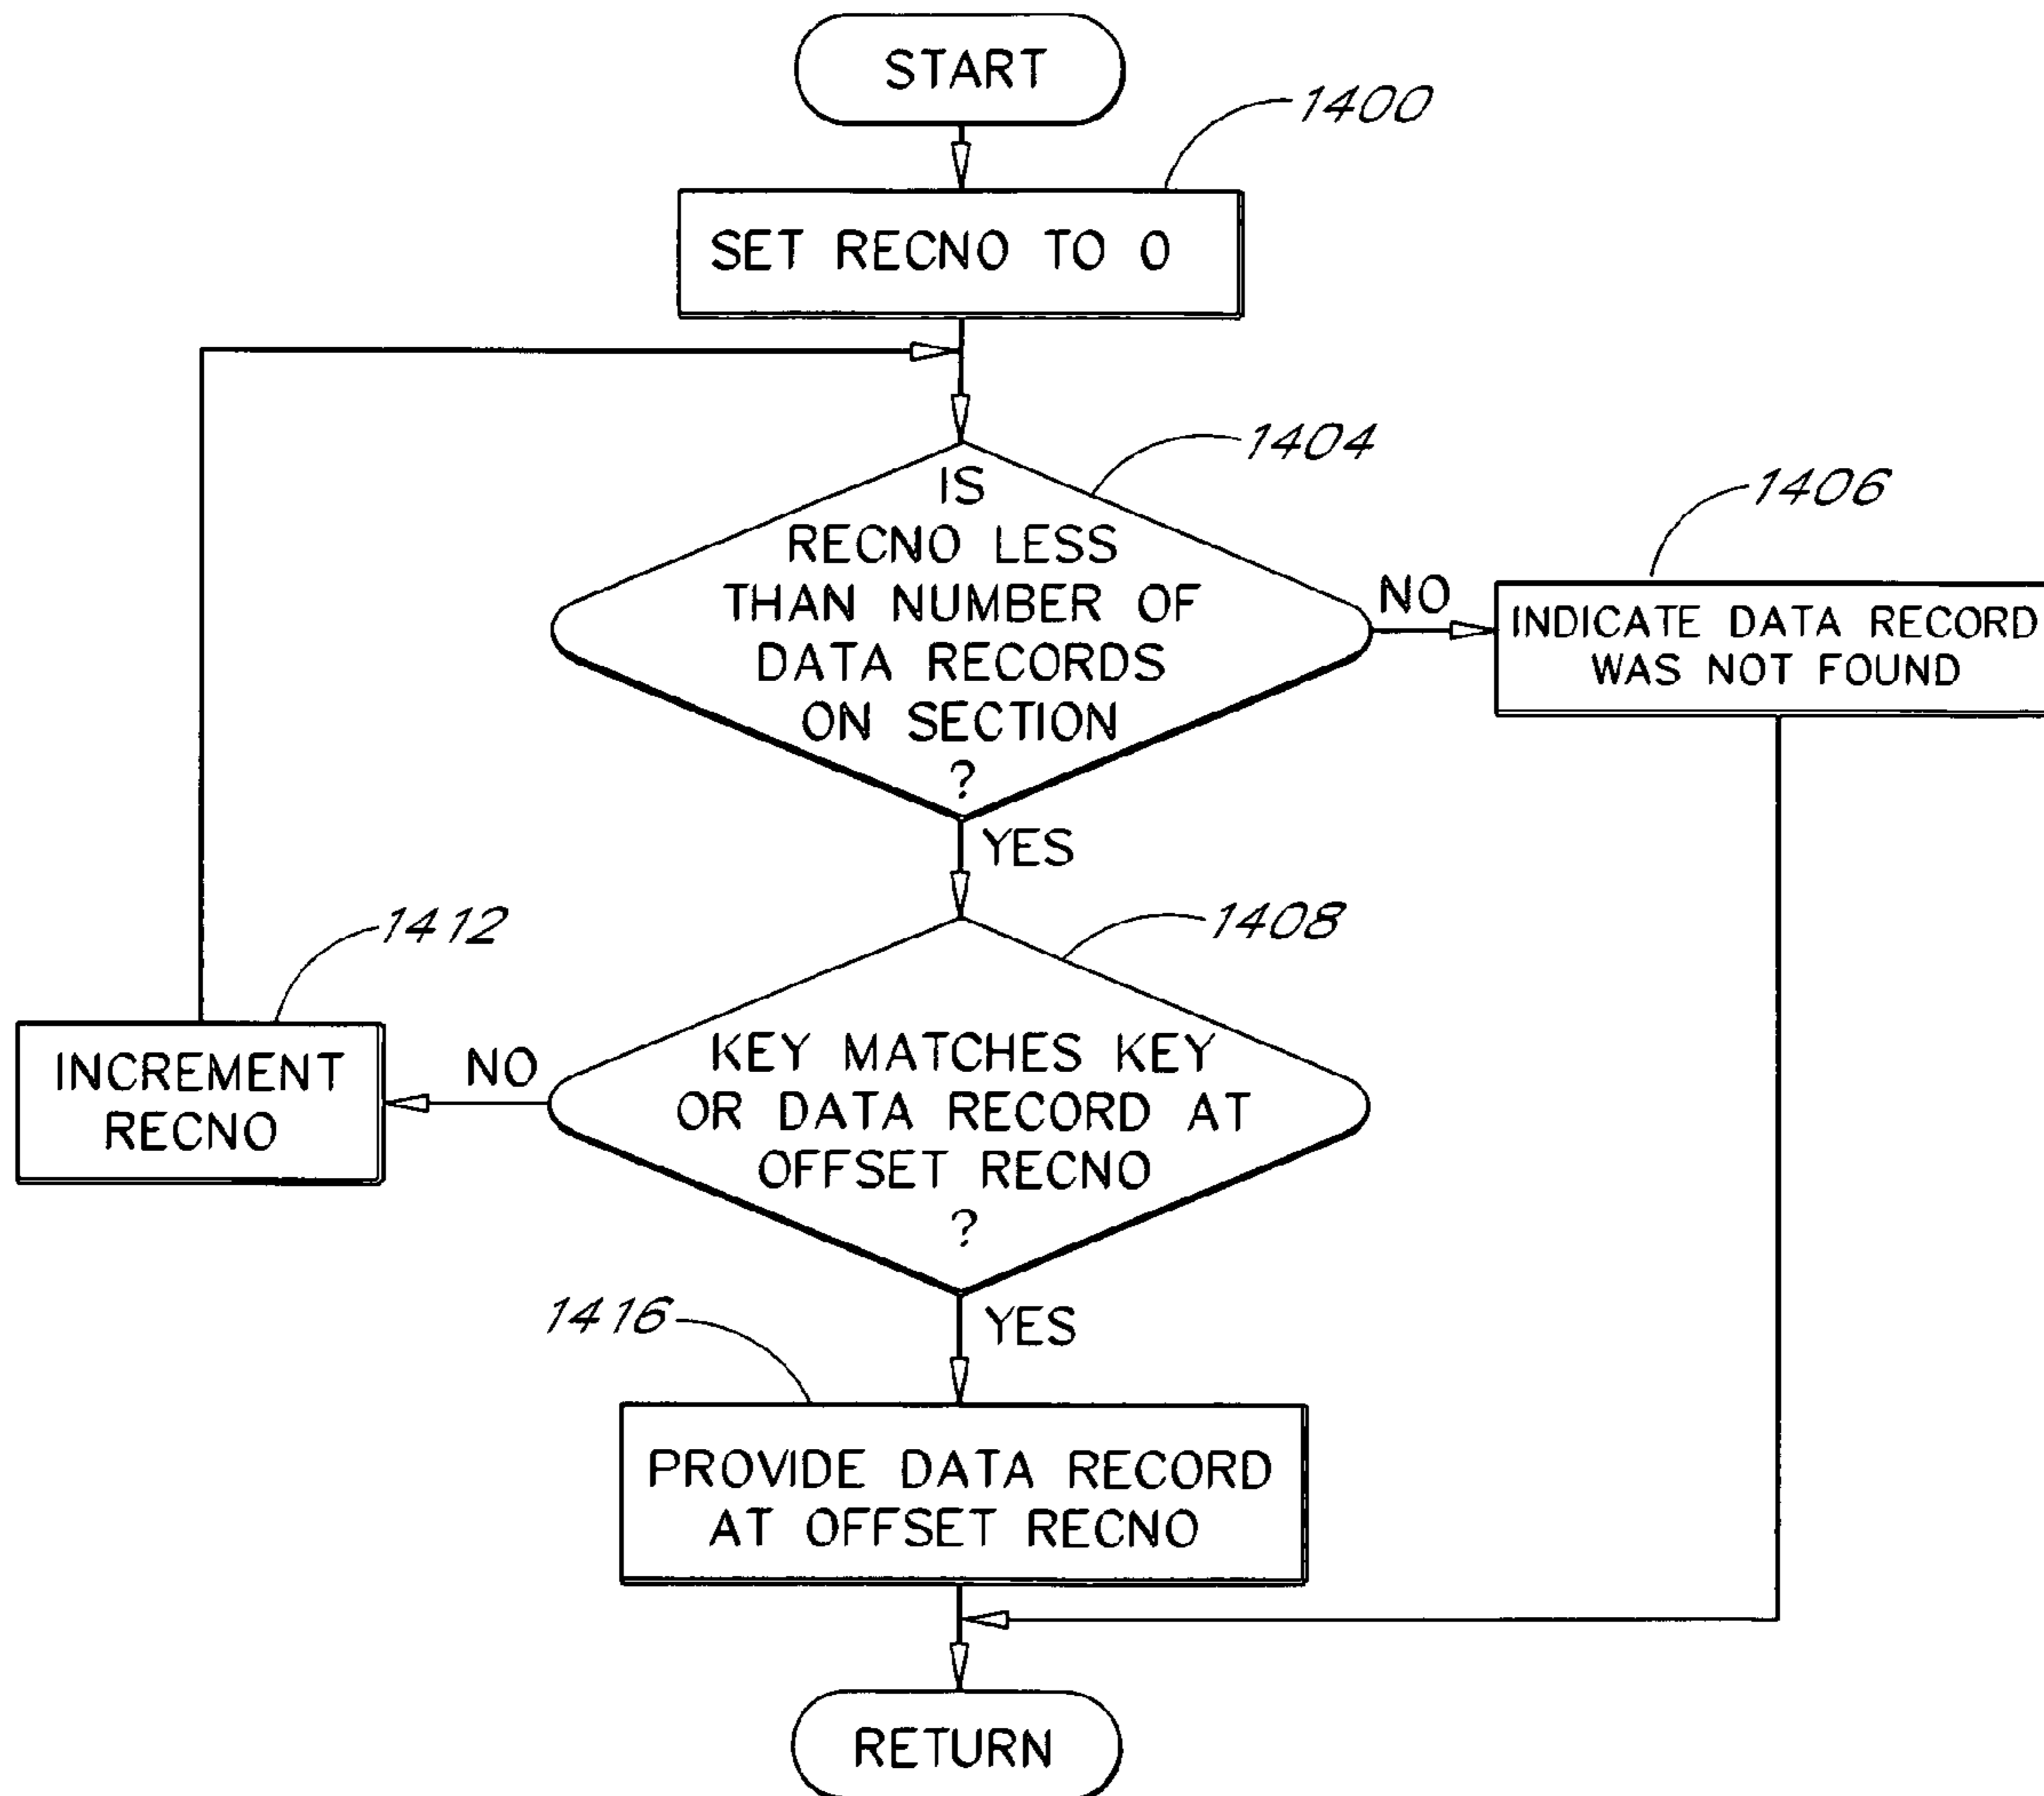 START
1400
SET RECNO TO 0
1404
IS
RECNO LESS
THAN NUMBER OF
DATA RECORDS
ON SECTION
?
NO
1406
INDICATE DATA RECORD
WAS NOT FOUND
YES
1408
KEY MATCHES KEY
OR DATA RECORD AT
OFFSET RECNO
?
NO
1412
INCREMENT
RECNO
YES
1416
PROVIDE DATA RECORD
AT OFFSET RECNO
RETURN